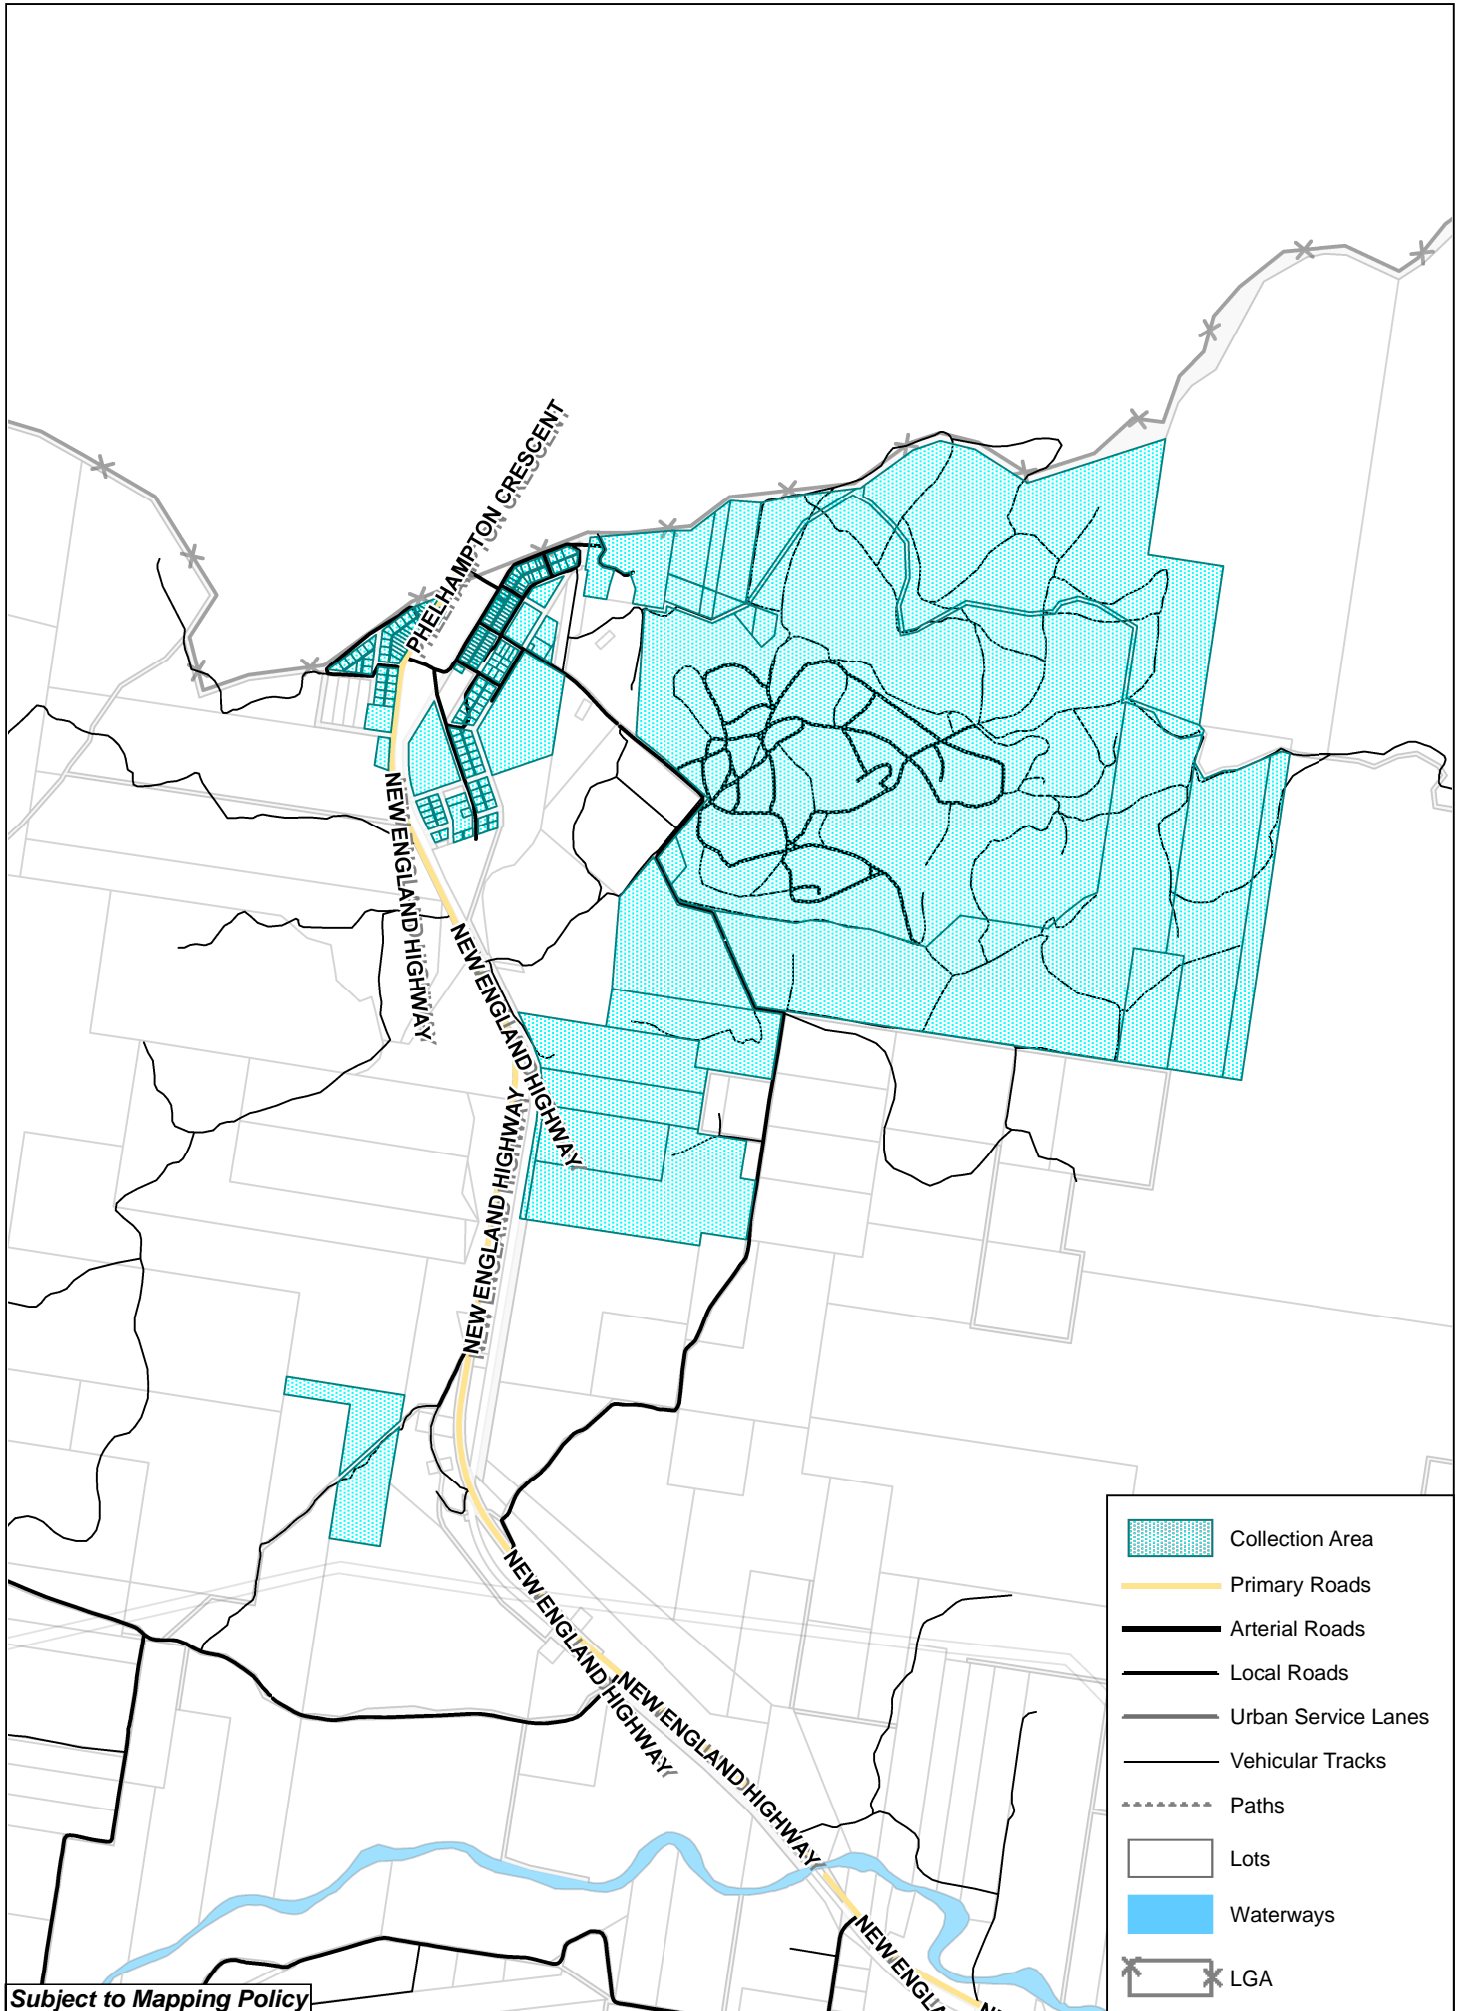 PHELHAMPTON CRESCENT
NEW ENGLAND HIGHWAY
NEW ENGLAND HIGHWAY
NEW ENGLAND HIGHWAY
NEW ENGLAND HIGHWAY
NEW ENGLAND HIGHWAY
NEW ENGLA
Collection Area
Primary Roads
Arterial Roads
Local Roads
Urban Service Lanes
Vehicular Tracks
Paths
Lots
Waterways
LGA
Subject to Mapping Policy